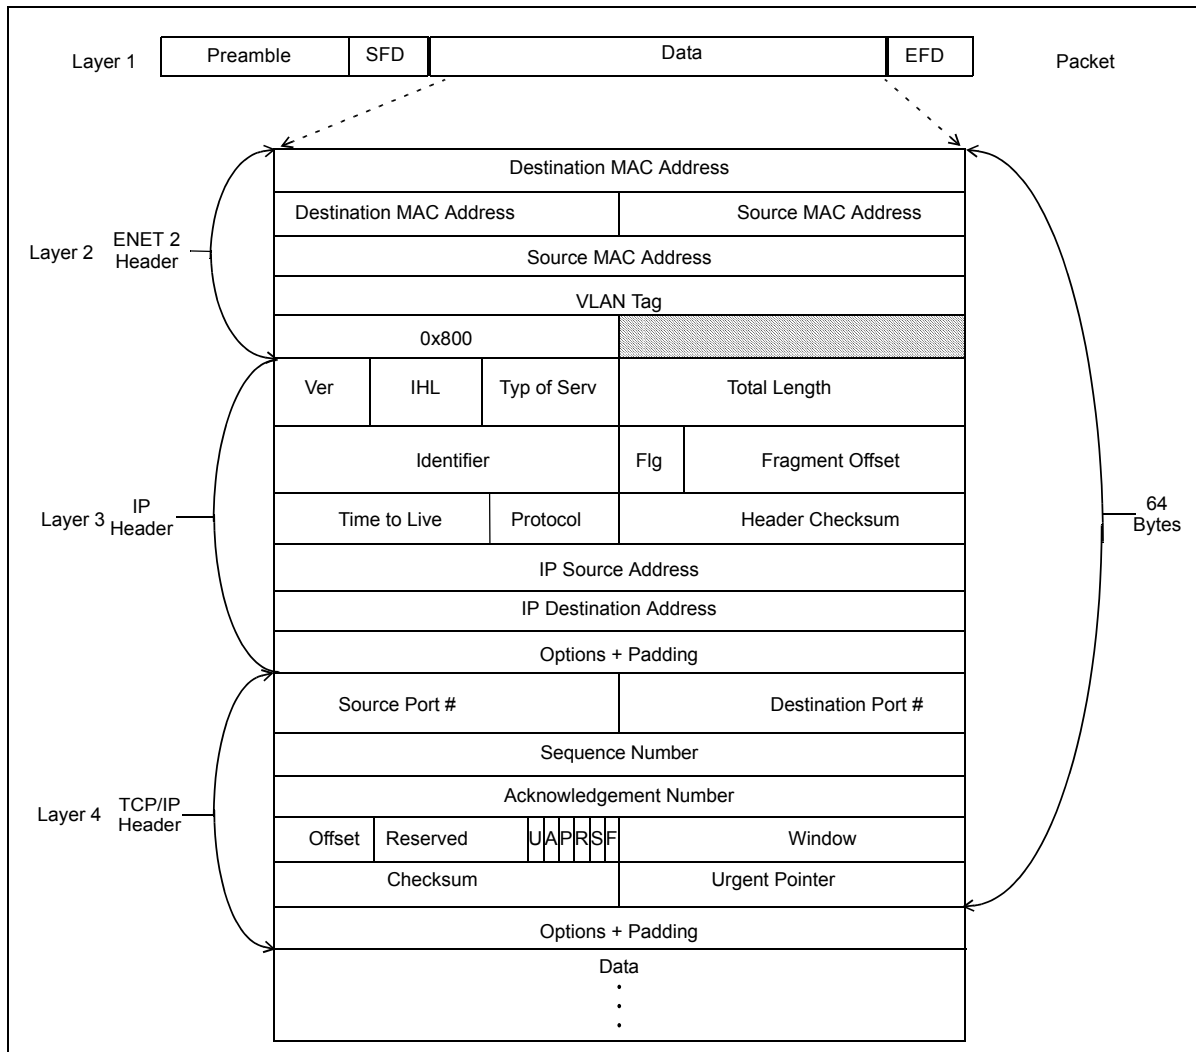 Layer 1 Preamble SFD Data EFD Packet
Destination MAC Address
Destination MAC Address Source MAC Address
Layer 2 ENET 2 Header
Source MAC Address
VLAN Tag
0x800
Ver IHL Typ of Serv Total Length
Identifier Flg Fragment Offset
Layer 3 IP Header
Time to Live Protocol Header Checksum
64 Bytes
IP Source Address
IP Destination Address
Options + Padding
Source Port # Destination Port #
Sequence Number
Acknowledgement Number
Layer 4 TCP/IP Header
Offset Reserved U A P R S F Window
Checksum Urgent Pointer
Options + Padding
Data